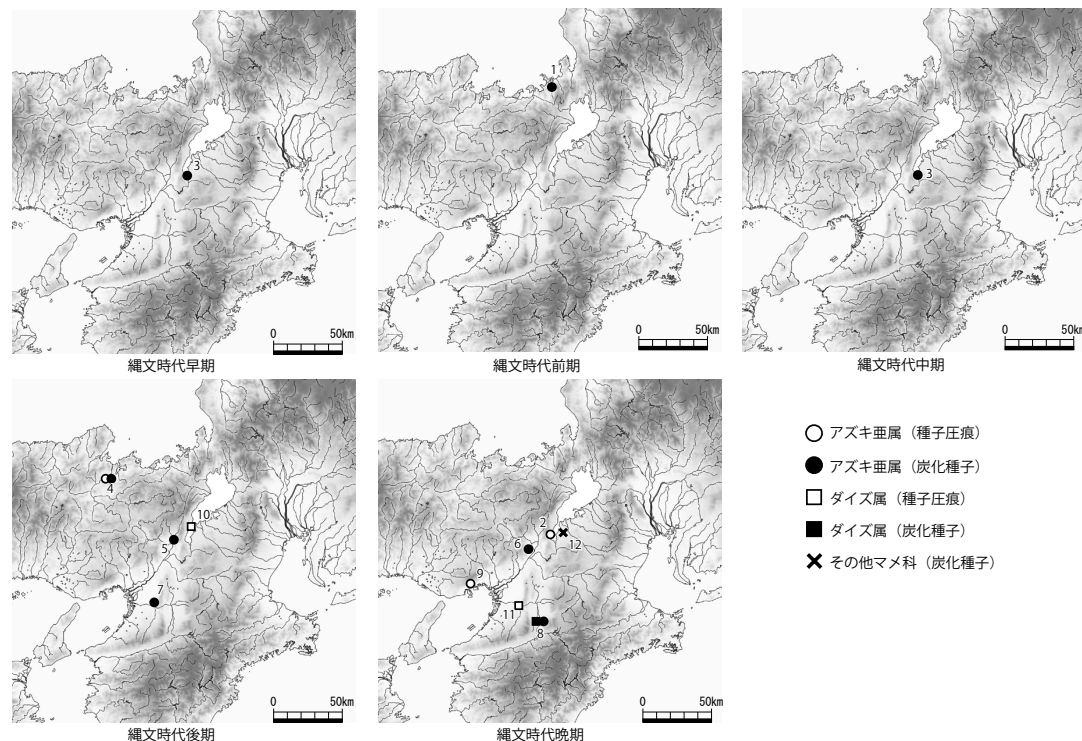 3
0 50km
縄文時代早期
1
0 50km
縄文時代前期
3
0 50km
縄文時代中期
4
10
5
7
0 50km
縄文時代後期
2
12
6
9
11
8
0 50km
縄文時代晩期
アズキ亜属（種子圧痕）
アズキ亜属（炭化種子）
ダイズ属（種子圧痕）
ダイズ属（炭化種子）
その他マメ科（炭化種子）